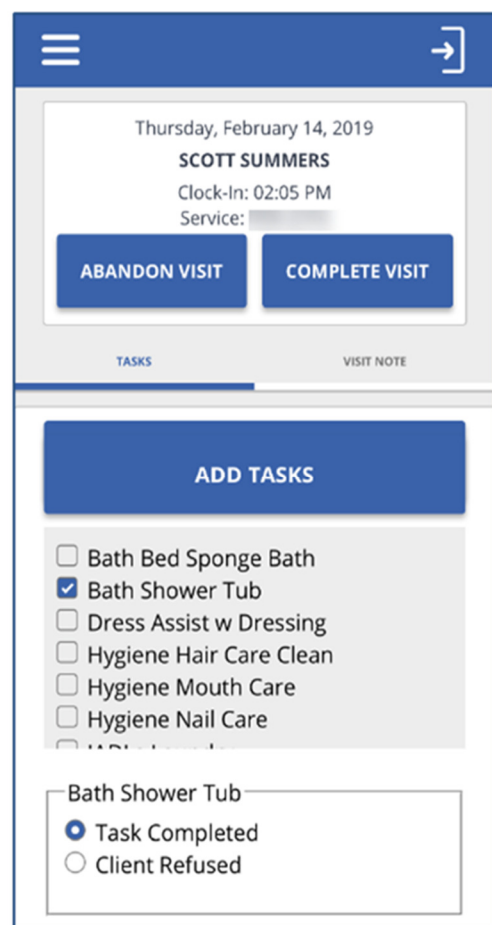 Thursday, February 14, 2019
SCOTT SUMMERS
Clock-In: 02:05 PM
Service:
ABANDON VISIT
COMPLETE VISIT
TASKS
VISIT NOTE
ADD TASKS
Bath Bed Sponge Bath
Bath Shower Tub
Dress Assist w Dressing
Hygiene Hair Care Clean
Hygiene Mouth Care
Hygiene Nail Care
Bath Shower Tub
Task Completed
Client Refused